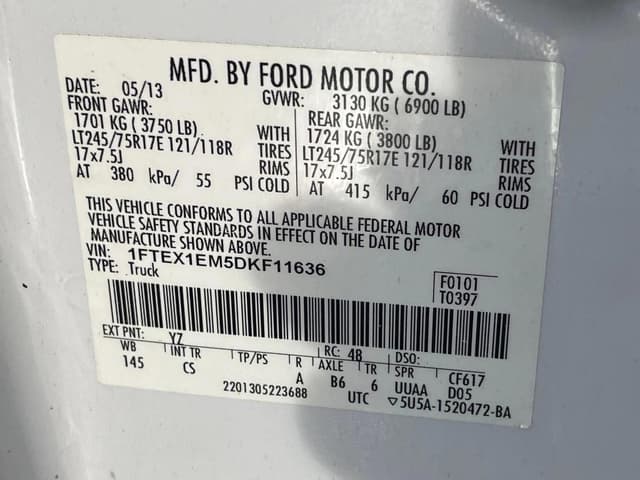 MFD. BY FORD MOTOR CO.
DATE: 05/13 GVWR: 3130 KG ( 6900 LB)
FRONT GAWR: REAR GAWR:
1701 KG ( 3750 LB) WITH 1724 KG ( 3800 LB) WITH
LT245/75R17E 121/118R TIRES LT245/75R17E 121/118R TIRES
17x7.5J RIMS 17x7.5J RIMS
AT 380 kPa/ 55 PSI COLD AT 415 kPa/ 60 PSI COLD
THIS VEHICLE CONFORMS TO ALL APPLICABLE FEDERAL MOTOR
VEHICLE SAFETY STANDARDS IN EFFECT ON THE DATE OF
MANUFACTURE SHOWN ABOVE.
VIN: 1FTEX1EM5DKF11636
TYPE: Truck
F0101
T0397
EXT PNT: YZ RC: 48 DSO:
WB INT TR TP/PS R AXLE TR SPR CF617
145 CS A B6 6 UUAA D05
2201305223688 UTC ▽5U5A-1520472-BA